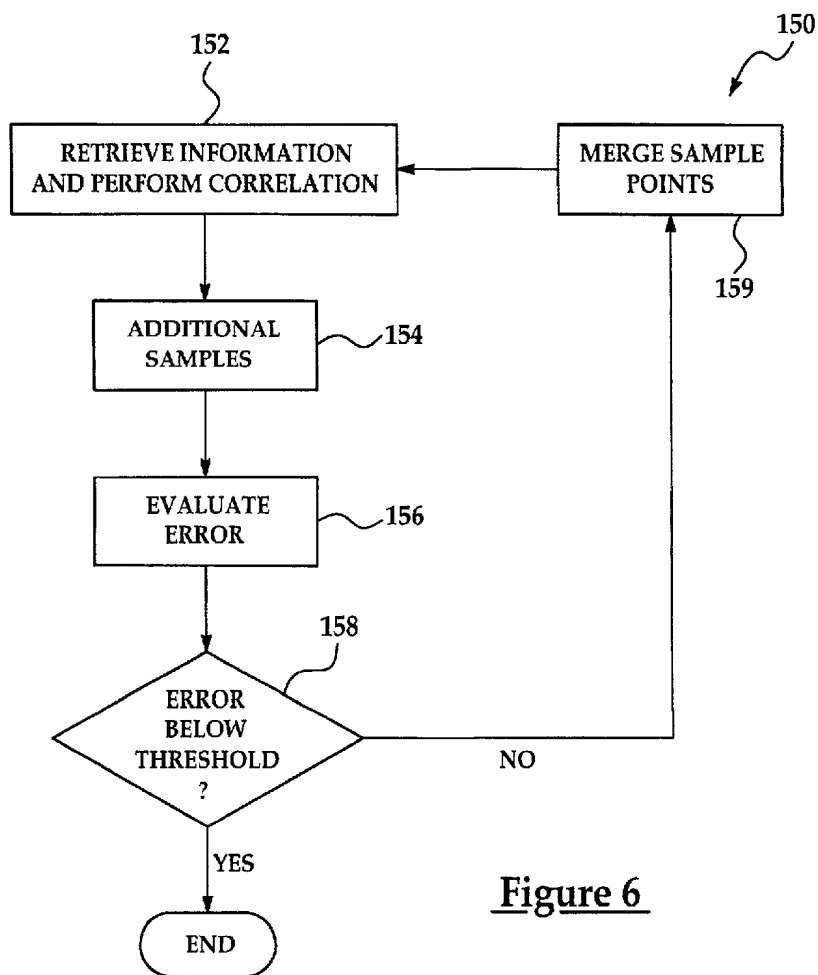 152
150
RETRIEVE INFORMATION
AND PERFORM CORRELATION
MERGE SAMPLE
POINTS
159
ADDITIONAL
SAMPLES
154
EVALUATE
ERROR
156
158
ERROR
BELOW
THRESHOLD
?
NO
YES
END
Figure 6